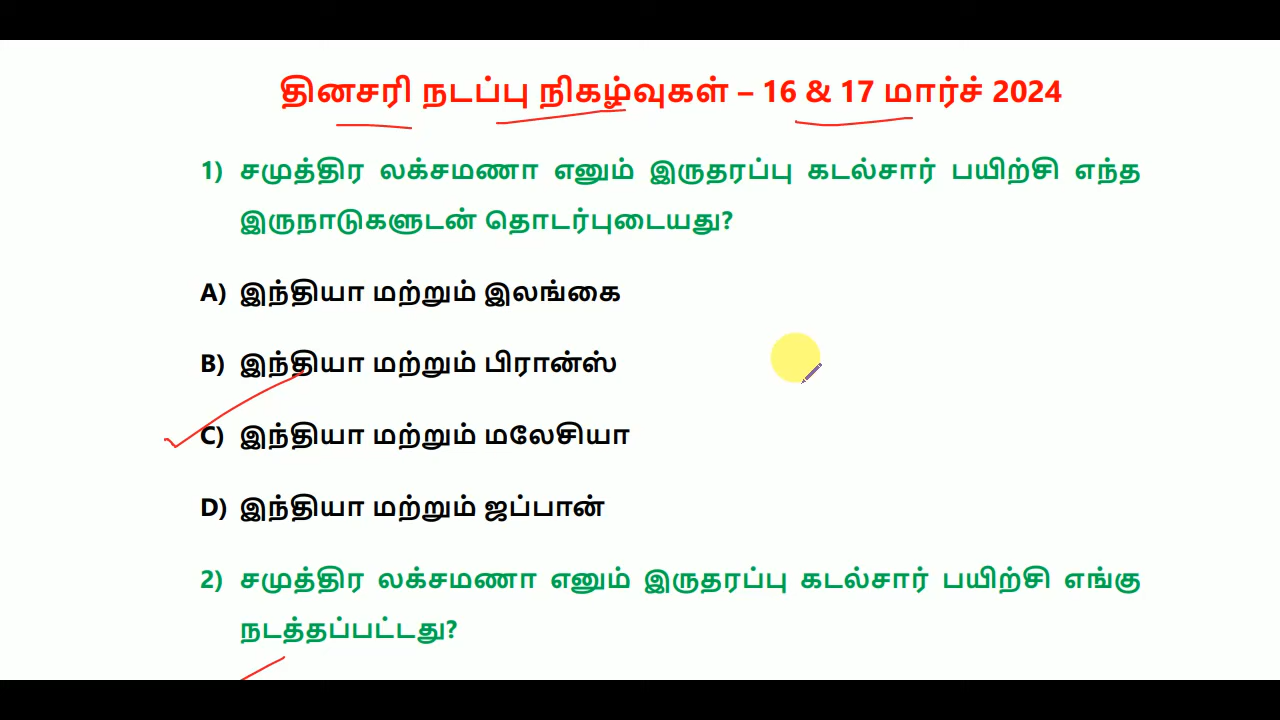 தினசரி நடப்பு நிகழ்வுகள் – 16 & 17 மார்ச் 2024
1) சமுத்திர லக்சமணா எனும் இருதரப்பு கடல்சார் பயிற்சி எந்த
இருநாடுகளுடன் தொடர்புடையது?
A) இந்தியா மற்றும் இலங்கை
B) இந்தியா மற்றும் பிரான்ஸ்
C) இந்தியா மற்றும் மலேசியா
D) இந்தியா மற்றும் ஜப்பான்
2) சமுத்திர லக்சமணா எனும் இருதரப்பு கடல்சார் பயிற்சி எங்கு
நடத்தப்பட்டது?